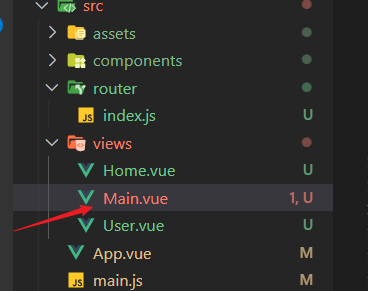 src
assets
components
router
JS index.js U
views
Home.vue U
Main.vue 1, U
User.vue U
App.vue M
JS main.js M